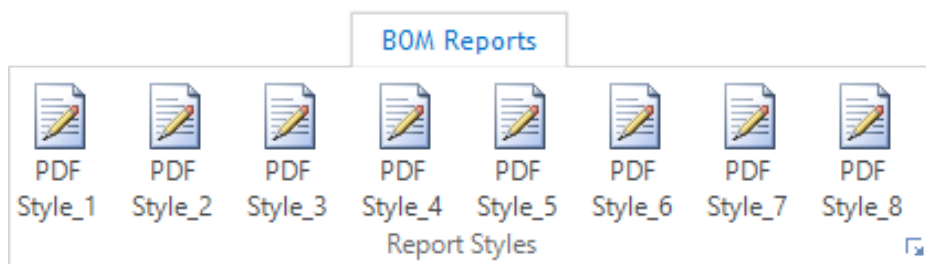 BOM Reports
PDF PDF PDF PDF PDF PDF PDF PDF
Style_1 Style_2 Style_3 Style_4 Style_5 Style_6 Style_7 Style_8
Report Styles